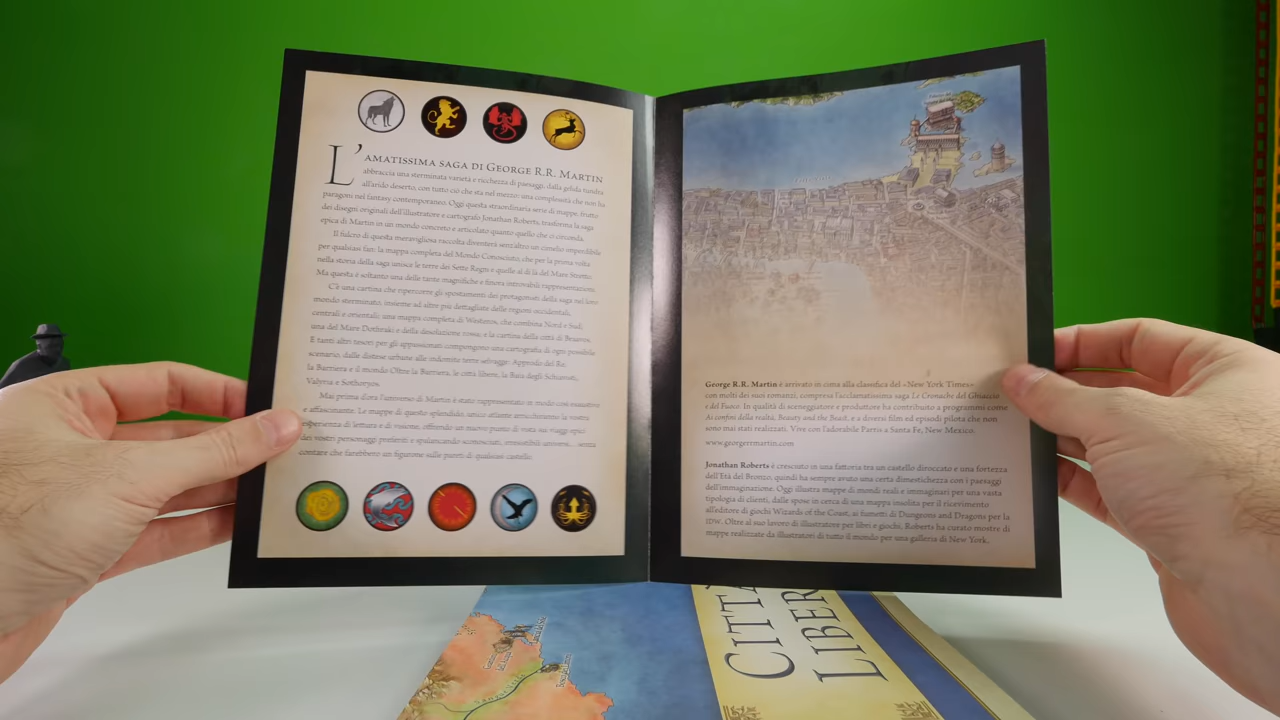 L'AMATISSIMA SAGA DI GEORGE R.R. MARTIN
abbraccia una sterminata varietà e ricchezza di paesaggi, dalla gelida tundra
all'arido deserto, con tutto ciò che sta nel mezzo: una complessità che non ha
paragoni nel fantasy contemporaneo. Oggi questa straordinaria serie di mappe, frutto
dei disegni originali dell'illustratore e cartografo Jonathan Roberts, trasforma la saga
epica di Martin in un mondo concreto e articolato quanto quello che ci circonda.
Il fulcro di questa meravigliosa raccolta diventerà senz'altro un cimelio imperdibile
per qualsiasi fan: la mappa completa del Mondo Conosciuto, che per la prima volta
nella storia della saga unisce le terre dei Sette Regni e quelle al di là del Mare Stretto.
Ma questa è soltanto una delle tante magnifiche e finora introvabili rappresentazioni.
C'è una cartina che ripercorre gli spostamenti dei protagonisti della saga nel loro
mondo sterminato, insieme ad altre più dettagliate delle regioni occidentali,
centrali e orientali; una mappa completa di Westeros, che combina Nord e Sud;
una del Mare Dothraki e della desolazione rossa; e la cartina della città di Braavos.
E tanti altri tesori per gli appassionati compongono una cartografia di ogni possibile
scenario, dalle distese urbane alle indomite terre selvagge: Approdo del Re,
la Barriera e il mondo Oltre la Barriera, le città libere, la Baia degli Schiavisti,
Valyria e Sothoryos.
Mai prima d'ora l'universo di Martin è stato rappresentato in modo così esaustivo
e affascinante. Le mappe di questo splendido, unico atlante arricchiranno la vostra
esperienza di lettura e di visione, offrendo un nuovo punto di vista sui viaggi epici
dei vostri personaggi preferiti e spalancando sconosciuti, irresistibili universi... senza
contare che farebbero un figurone sulle pareti di qualsiasi castello.
George R.R. Martin è arrivato in cima alla classifica del «New York Times»
con molti dei suoi romanzi, compresa l'acclamatissima saga Le Cronache del Ghiaccio
e del Fuoco. In qualità di sceneggiatore e produttore ha contribuito a programmi come
Ai confini della realtà, Beauty and the Beast, e a diversi film ed episodi pilota che non
sono mai stati realizzati. Vive con l'adorabile Parris a Santa Fe, New Mexico.
www.georgerrmartin.com
Jonathan Roberts è cresciuto in una fattoria tra un castello diroccato e una fortezza
dell'Età del Bronzo, quindi ha sempre avuto una certa dimestichezza con i paesaggi
dell'immaginazione. Oggi illustra mappe di mondi reali e immaginari per una vasta
tipologia di clienti, dalle spose in cerca di una mappa insolita per il ricevimento
all'editore di giochi Wizards of the Coast, ai fumetti di Dungeons and Dragons per la
IDW. Oltre al suo lavoro di illustratore per libri e giochi, Roberts ha curato mostre di
mappe realizzate da illustratori di tutto il mondo per una galleria di New York.
CITTÀ
LIBER